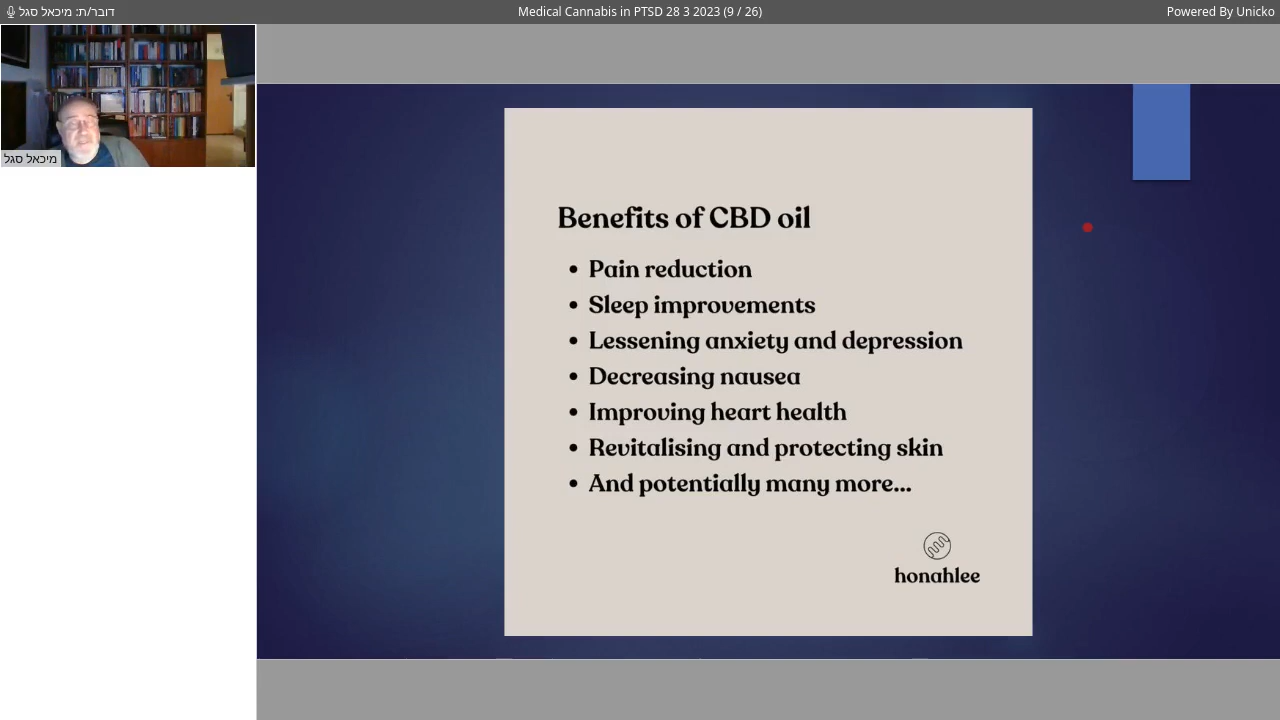 דובר/ת: מיכאל סגל
Medical Cannabis in PTSD 28 3 2023 (9 / 26)
Powered By Unicko
מיכאל סגל
Benefits of CBD oil
• Pain reduction
• Sleep improvements
• Lessening anxiety and depression
• Decreasing nausea
• Improving heart health
• Revitalising and protecting skin
• And potentially many more...
honahlee